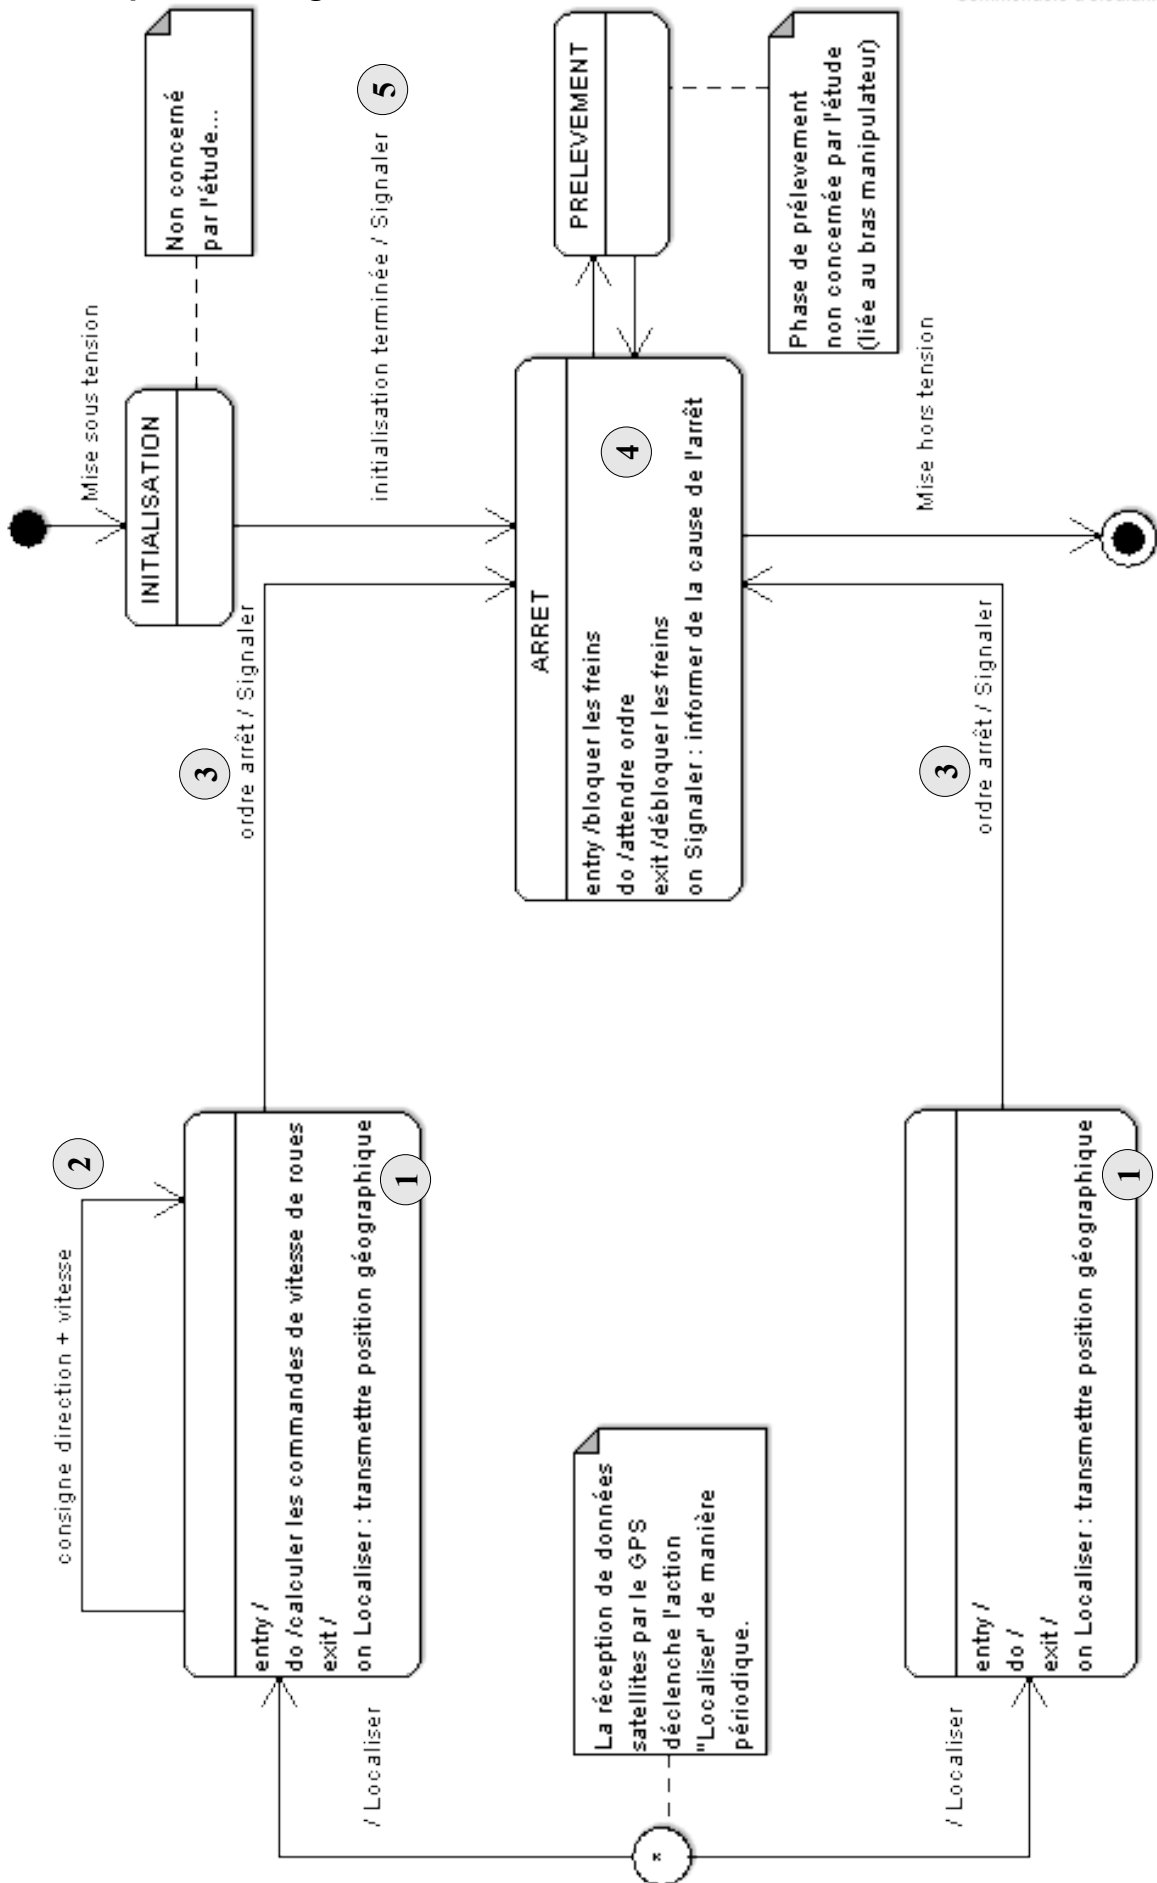 consigne direction + vitesse
2
entry /
do /calculer les commandes de vitesse de roues
exit /
on Localiser : transmettre position géographique
1
/ Localiser
3
ordre arrêt / Signaler
Mise sous tension
INITIALISATION
Non concerné
par l'étude...
initialisation terminée / Signaler
5
*
La réception de données
satellites par le GPS
déclenche l'action
"Localiser" de manière
périodique.
ARRET
entry /bloquer les freins
do /attendre ordre
exit /débloquer les freins
on Signaler : informer de la cause de l'arrêt
4
PRELEVEMENT
Phase de prélevement
non concernée par l'étude
(liée au bras manipulateur)
Mise hors tension
/ Localiser
entry /
do /
exit /
on Localiser : transmettre position géographique
1
3
ordre arrêt / Signaler